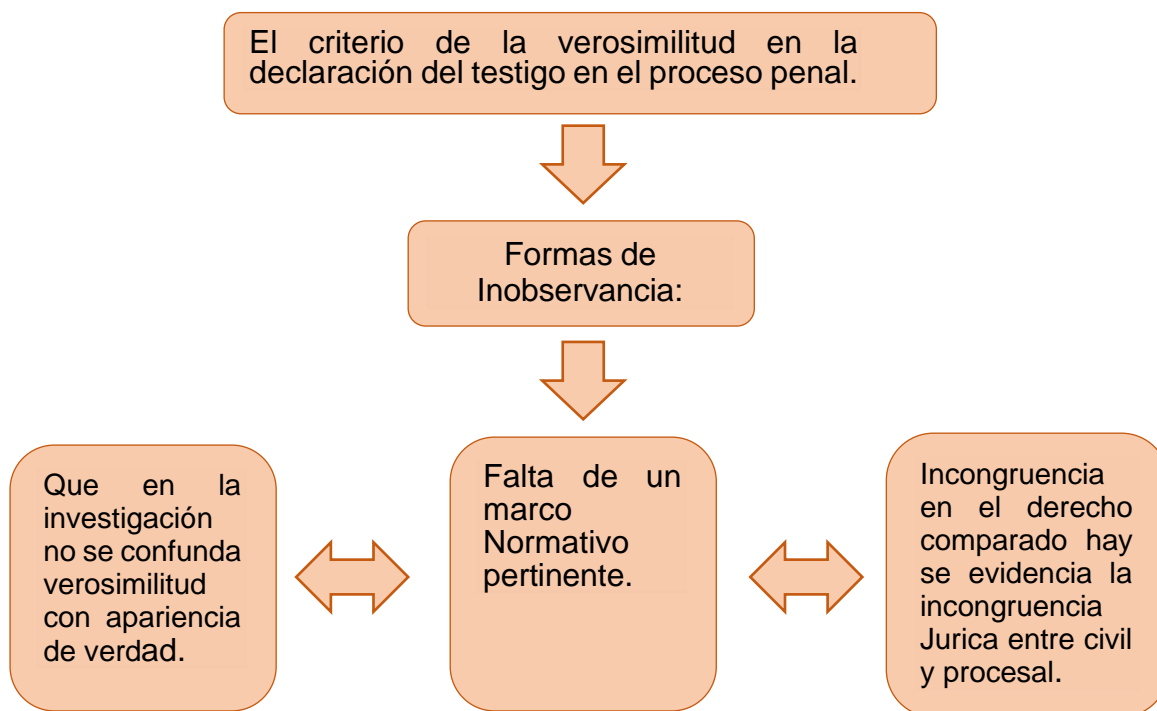 El criterio de la verosimilitud en la
declaración del testigo en el proceso penal.
Formas de
Inobservancia:
Que en la
investigación
no se confunda
verosimilitud
con apariencia
de verdad.
Falta de un
marco
Normativo
pertinente.
Incongruencia
en el derecho
comparado hay
se evidencia la
incongruencia
Jurica entre civil
y procesal.